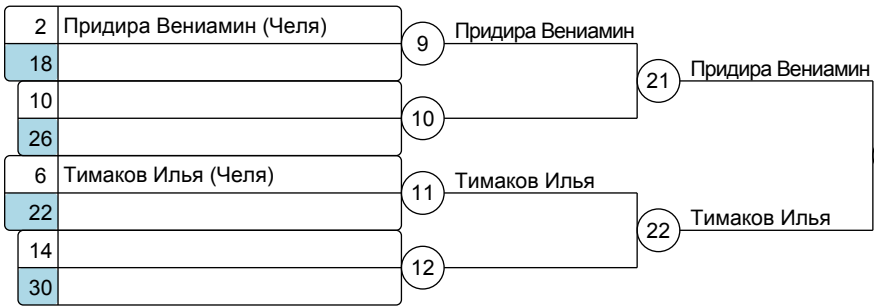 2 Придира Вениамин (Челя)
18
10
26
6 Тимаков Илья (Челя)
22
14
30
9 Придира Вениамин
10
11 Тимаков Илья
12
21 Придира Вениамин
22 Тимаков Илья